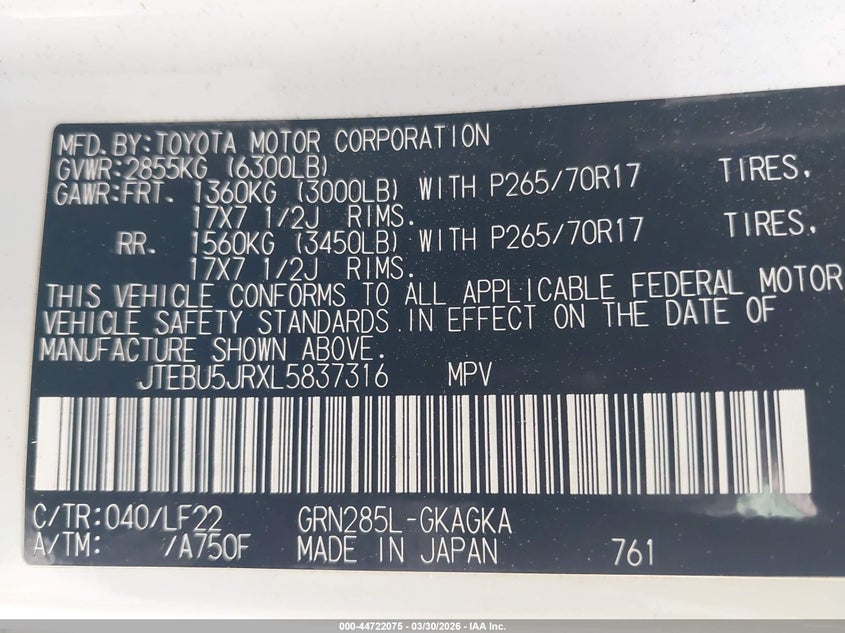 MFD. BY: TOYOTA MOTOR CORPORATION
GVWR: 2855KG (6300LB)
GAWR: FRT. 1360KG (3000LB) WITH P265/70R17 TIRES,
17X7 1/2J RIMS.
RR. 1560KG (3450LB) WITH P265/70R17 TIRES,
17X7 1/2J RIMS.
THIS VEHICLE CONFORMS TO ALL APPLICABLE FEDERAL MOTOR
VEHICLE SAFETY STANDARDS IN EFFECT ON THE DATE OF
MANUFACTURE SHOWN ABOVE.
JTEBU5JRXL5837316 MPV
C/TR: 040/LF22 GRN285L-GKAGKA
A/TM: /A750F MADE IN JAPAN 761
000-44722075 - 03/30/2026 - IAA Inc.